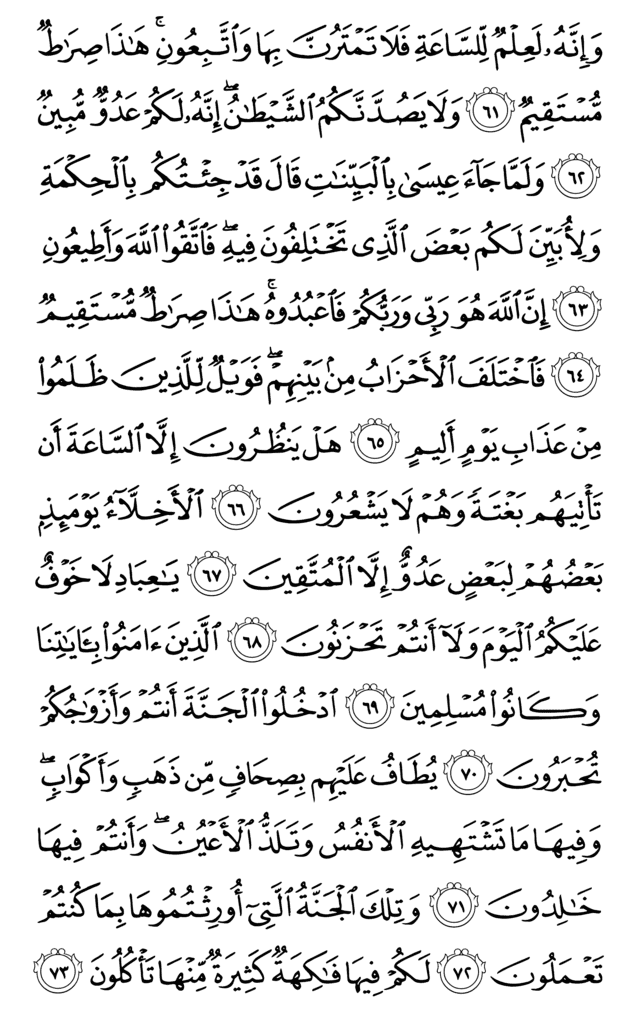 وَإِنَّهُۥ لَعِلۡمٞ لِّلسَّاعَةِ فَلَا تَمۡتَرُنَّ بِهَا وَٱتَّبِعُونِۚ هَٰذَا صِرَٰطٞ
مُّسۡتَقِيمٞ ٦١ وَلَا يَصُدَّنَّكُمُ ٱلشَّيۡطَٰنُۖ إِنَّهُۥ لَكُمۡ عَدُوّٞ مُّبِينٞ
٦٢ وَلَمَّا جَآءَ عِيسَىٰ بِٱلۡبَيِّنَٰتِ قَالَ قَدۡ جِئۡتُكُم بِٱلۡحِكۡمَةِ
وَلِأُبَيِّنَ لَكُم بَعۡضَ ٱلَّذِي تَخۡتَلِفُونَ فِيهِۖ فَٱتَّقُواْ ٱللَّهَ وَأَطِيعُونِ
٦٣ إِنَّ ٱللَّهَ هُوَ رَبِّي وَرَبُّكُمۡ فَٱعۡبُدُوهُۚ هَٰذَا صِرَٰطٞ مُّسۡتَقِيمٞ
٦٤ فَٱخۡتَلَفَ ٱلۡأَحۡزَابُ مِنۢ بَيۡنِهِمۡۖ فَوَيۡلٞ لِّلَّذِينَ ظَلَمُواْ
مِنۡ عَذَابِ يَوۡمٍ أَلِيمٍ ٦٥ هَلۡ يَنظُرُونَ إِلَّا ٱلسَّاعَةَ أَن
تَأۡتِيَهُم بَغۡتَةٗ وَهُمۡ لَا يَشۡعُرُونَ ٦٦ ٱلۡأَخِلَّآءُ يَوۡمَئِذِۭ
بَعۡضُهُمۡ لِبَعۡضٍ عَدُوٌّ إِلَّا ٱلۡمُتَّقِينَ ٦٧ يَٰعِبَادِ لَا خَوۡفٌ
عَلَيۡكُمُ ٱلۡيَوۡمَ وَلَآ أَنتُمۡ تَحۡزَنُونَ ٦٨ ٱلَّذِينَ ءَامَنُواْ بِـَٔايَٰتِنَا
وَكَانُواْ مُسۡلِمِينَ ٦٩ ٱدۡخُلُواْ ٱلۡجَنَّةَ أَنتُمۡ وَأَزۡوَٰجُكُمۡ
تُحۡبَرُونَ ٧٠ يُطَافُ عَلَيۡهِم بِصِحَافٖ مِّن ذَهَبٖ وَأَكۡوَابٖۖ
وَفِيهَا مَا تَشۡتَهِيهِ ٱلۡأَنفُسُ وَتَلَذُّ ٱلۡأَعۡيُنُۖ وَأَنتُمۡ فِيهَا
خَٰلِدُونَ ٧١ وَتِلۡكَ ٱلۡجَنَّةُ ٱلَّتِيٓ أُورِثۡتُمُوهَا بِمَا كُنتُمۡ
تَعۡمَلُونَ ٧٢ لَكُمۡ فِيهَا فَٰكِهَةٞ كَثِيرَةٞ مِّنۡهَا تَأۡكُلُونَ ٧٣